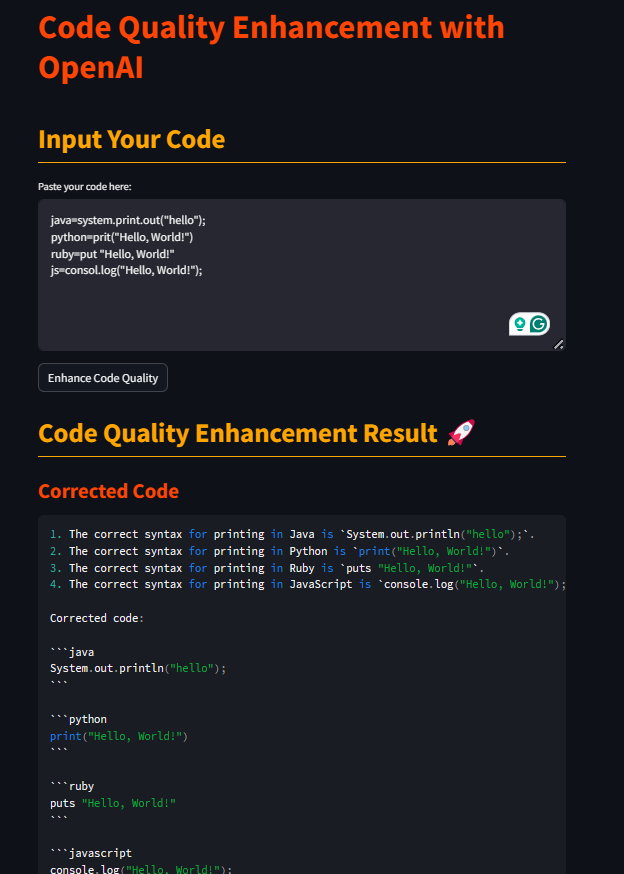 Code Quality Enhancement with
OpenAI
Input Your Code
Paste your code here:
java=system.print.out("hello");
python=prit("Hello, World!")
ruby=put "Hello, World!"
js=consol.log("Hello, World!");
Enhance Code Quality
Code Quality Enhancement Result 🚀
Corrected Code
1. The correct syntax for printing in Java is `System.out.println("hello");`.
2. The correct syntax for printing in Python is `print("Hello, World!")`.
3. The correct syntax for printing in Ruby is `puts "Hello, World!"`.
4. The correct syntax for printing in JavaScript is `console.log("Hello, World!");
Corrected code:
```java
System.out.println("hello");
```
```python
print("Hello, World!")
```
```ruby
puts "Hello, World!"
```
```javascript
console.log("Hello, World!");